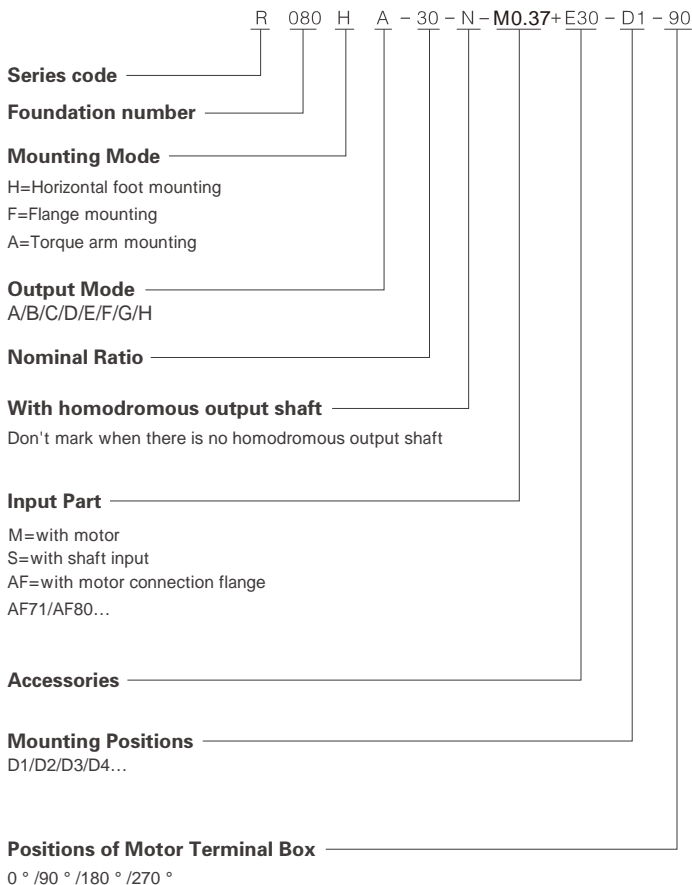 R 080 H A - 30 - N - M0.37+E30 - D1 - 90
Series code
Foundation number
Mounting Mode
H=Horizontal foot mounting
F=Flange mounting
A=Torque arm mounting
Output Mode
A/B/C/D/E/F/G/H
Nominal Ratio
With homodromous output shaft
Don't mark when there is no homodromous output shaft
Input Part
M=with motor
S=with shaft input
AF=with motor connection flange
AF71/AF80…
Accessories
Mounting Positions
D1/D2/D3/D4…
Positions of Motor Terminal Box
0 ° /90 ° /180 ° /270 °